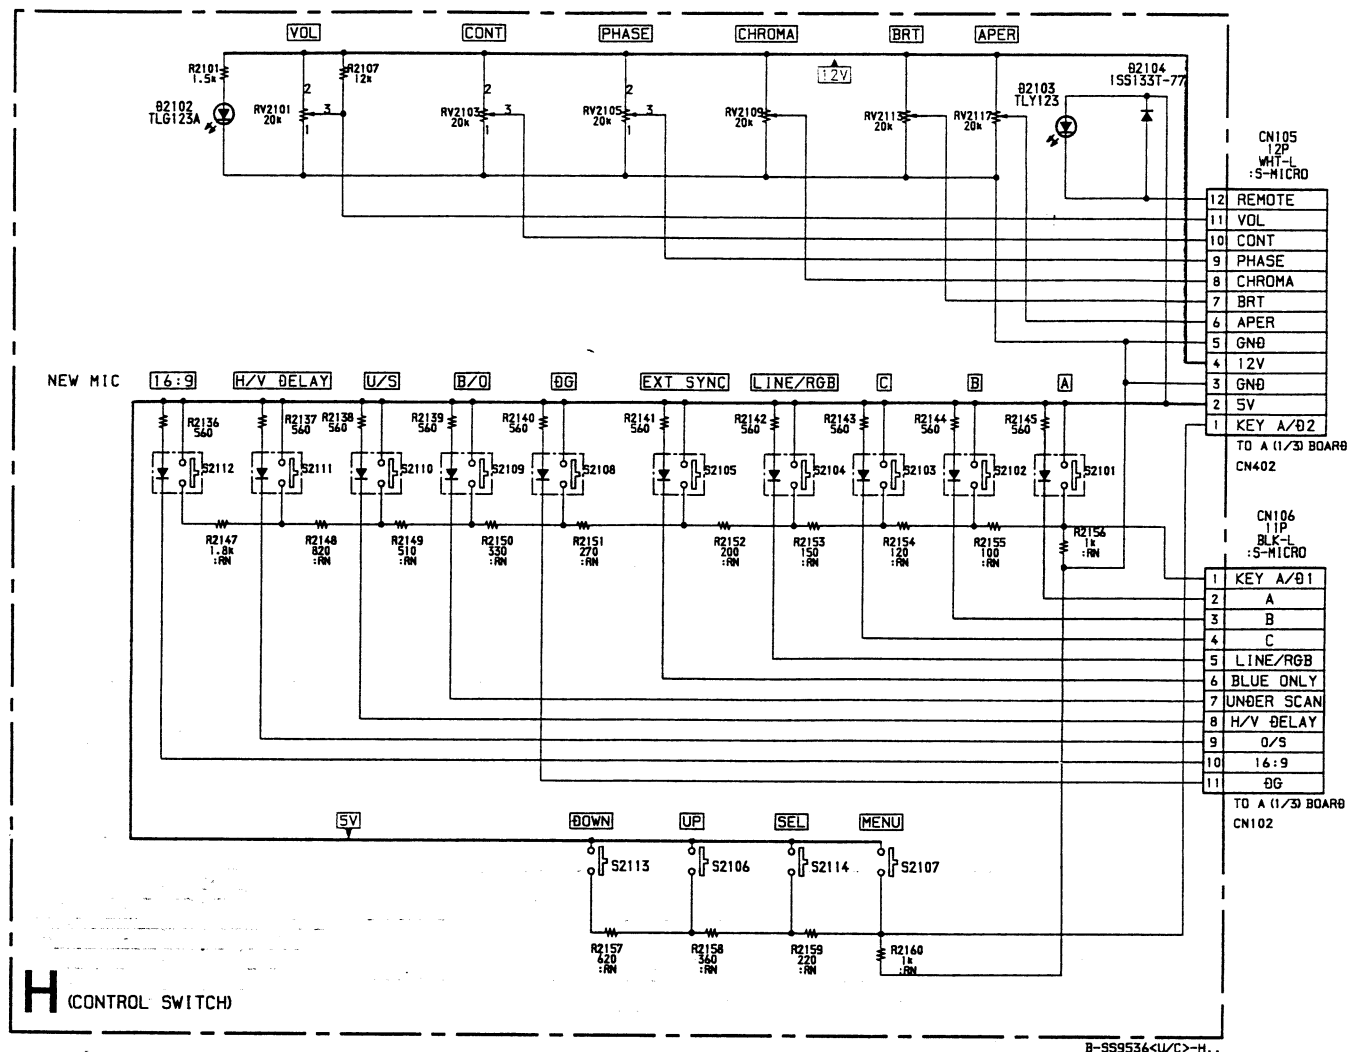 VOL
CONT
PHASE
CHROMA
BRT
APER
12V
R2101
1.5k
D2102
TLG123A
RV2101
20k
2
3
1
R2107
12k
RV2103
20k
2
3
1
RV2105
20k
2
3
1
RV2109
20k
RV2113
20k
RV2117
20k
D2103
TLY123
D2104
1SS133T-77
CN105
12P
WHT-L
:S-MICRO
12 REMOTE
11 VOL
10 CONT
9 PHASE
8 CHROMA
7 BRT
6 APER
5 GND
4 12V
3 GND
2 5V
1 KEY A/D2
TO A (1/3) BOARD
CN402
NEW MIC
16:9
H/V DELAY
U/S
B/O
DG
EXT SYNC
LINE/RGB
C
B
A
R2136
560
R2137
560
R2138
560
R2139
560
R2140
560
R2141
560
R2142
560
R2143
560
R2144
560
R2145
560
S2112
S2111
S2110
S2109
S2108
S2105
S2104
S2103
S2102
S2101
R2147
1.8k
:RN
R2148
820
:RN
R2149
510
:RN
R2150
330
:RN
R2151
270
:RN
R2152
200
:RN
R2153
150
:RN
R2154
120
:RN
R2155
100
:RN
R2156
1k
:RN
CN106
11P
BLK-L
:S-MICRO
1 KEY A/D1
2 A
3 B
4 C
5 LINE/RGB
6 BLUE ONLY
7 UNDER SCAN
8 H/V DELAY
9 O/S
10 16:9
11 DG
TO A (1/3) BOARD
CN102
5V
DOWN
UP
SEL
MENU
S2113
S2106
S2114
S2107
R2157
620
:RN
R2158
360
:RN
R2159
220
:RN
R2160
1k
:RN
H (CONTROL SWITCH)
B-SS9536<U/C>-H..